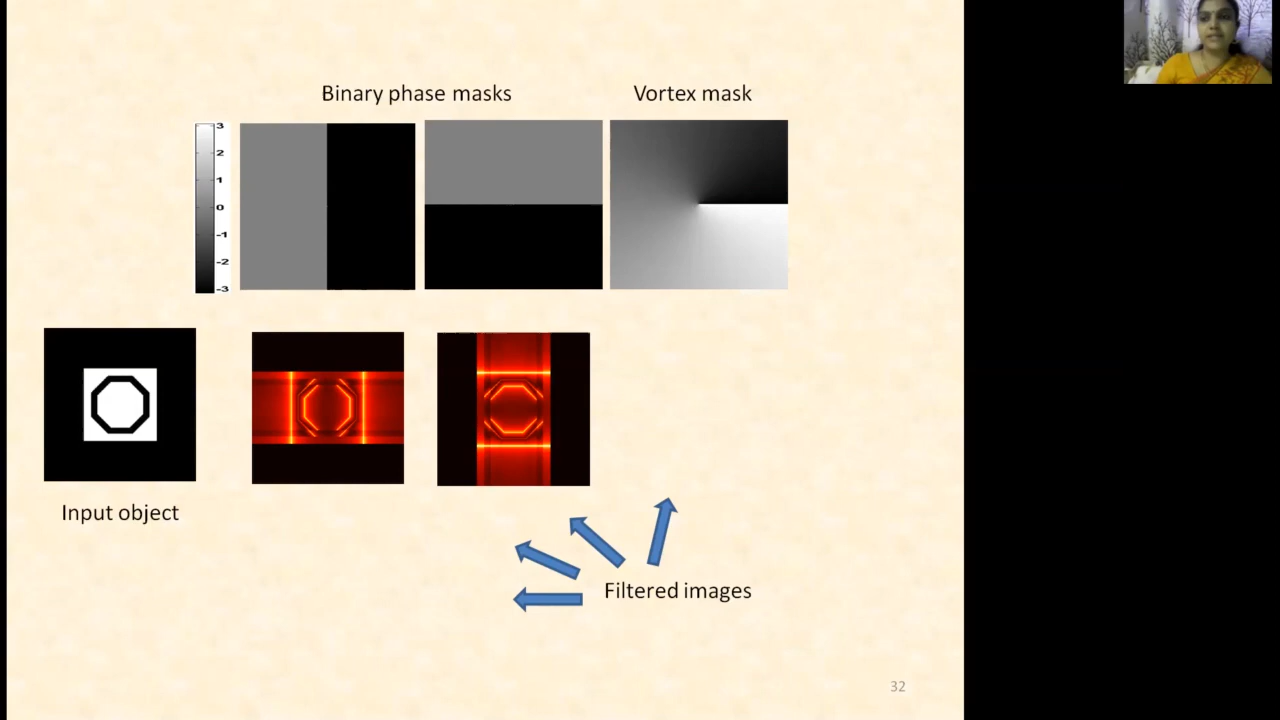 Binary phase masks
Vortex mask
3
2
1
0
-1
-2
-3
Input object
Filtered images
32